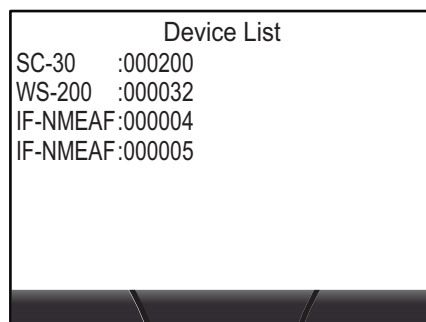 Device List
SC-30 :000200
WS-200 :000032
IF-NMEAF:000004
IF-NMEAF:000005